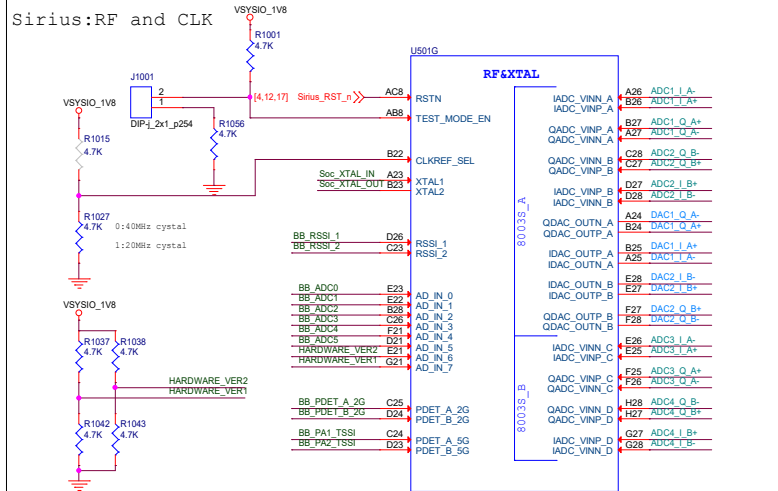 Sirius:RF and CLK
VSYSIO_1V8
R1001
4.7K
U501G
RF&XTAL
J1001
2
1
DIP-j_2x1_p254
[4,12,17] Sirius_RST_n
AC8 RSTN
AB8 TEST_MODE_EN
R1056
4.7K
VSYSIO_1V8
R1015
4.7K
B22 CLKREF_SEL
Soc_XTAL_IN A23 XTAL1
Soc_XTAL_OUT B23 XTAL2
R1027
4.7K
0:40MHz cystal
1:20MHz cystal
BB_RSSI_1 D26 RSSI_1
BB_RSSI_2 C23 RSSI_2
BB_ADC0 E23 AD_IN_0
BB_ADC1 E22 AD_IN_1
BB_ADC2 B28 AD_IN_2
BB_ADC3 C26 AD_IN_3
BB_ADC4 F21 AD_IN_4
BB_ADC5 D21 AD_IN_5
HARDWARE_VER2 E21 AD_IN_6
HARDWARE_VER1 G21 AD_IN_7
VSYSIO_1V8
R1037
4.7K
R1038
4.7K
HARDWARE_VER2
HARDWARE_VER1
R1042
4.7K
R1043
4.7K
BB_PDET_A_2G C25 PDET_A_2G
BB_PDET_B_2G D24 PDET_B_2G
BB_PA1_TSSI C24 PDET_A_5G
BB_PA2_TSSI D23 PDET_B_5G
8003S_A
IADC_VINN_A A26 ADC1_I_A-
IADC_VINP_A B26 ADC1_I_A+
QADC_VINP_A B27 ADC1_Q_A+
QADC_VINN_A A27 ADC1_Q_A-
QADC_VINN_B C28 ADC2_Q_B-
QADC_VINP_B C27 ADC2_Q_B+
IADC_VINP_B D27 ADC2_I_B+
IADC_VINN_B D28 ADC2_I_B-
QDAC_OUTN_A A24 DAC1_Q_A-
QDAC_OUTP_A B24 DAC1_Q_A+
IDAC_OUTP_A B25 DAC1_I_A+
IDAC_OUTN_A A25 DAC1_I_A-
IDAC_OUTN_B E28 DAC2_I_B-
IDAC_OUTP_B E27 DAC2_I_B+
QDAC_OUTP_B F27 DAC2_Q_B+
QDAC_OUTN_B F28 DAC2_Q_B-
8003S_B
IADC_VINN_C E26 ADC3_I_A-
IADC_VINP_C E25 ADC3_I_A+
QADC_VINP_C F25 ADC3_Q_A+
QADC_VINN_C F26 ADC3_Q_A-
QADC_VINN_D H28 ADC4_Q_B-
QADC_VINP_D H27 ADC4_Q_B+
IADC_VINP_D G27 ADC4_I_B+
IADC_VINN_D G28 ADC4_I_B-